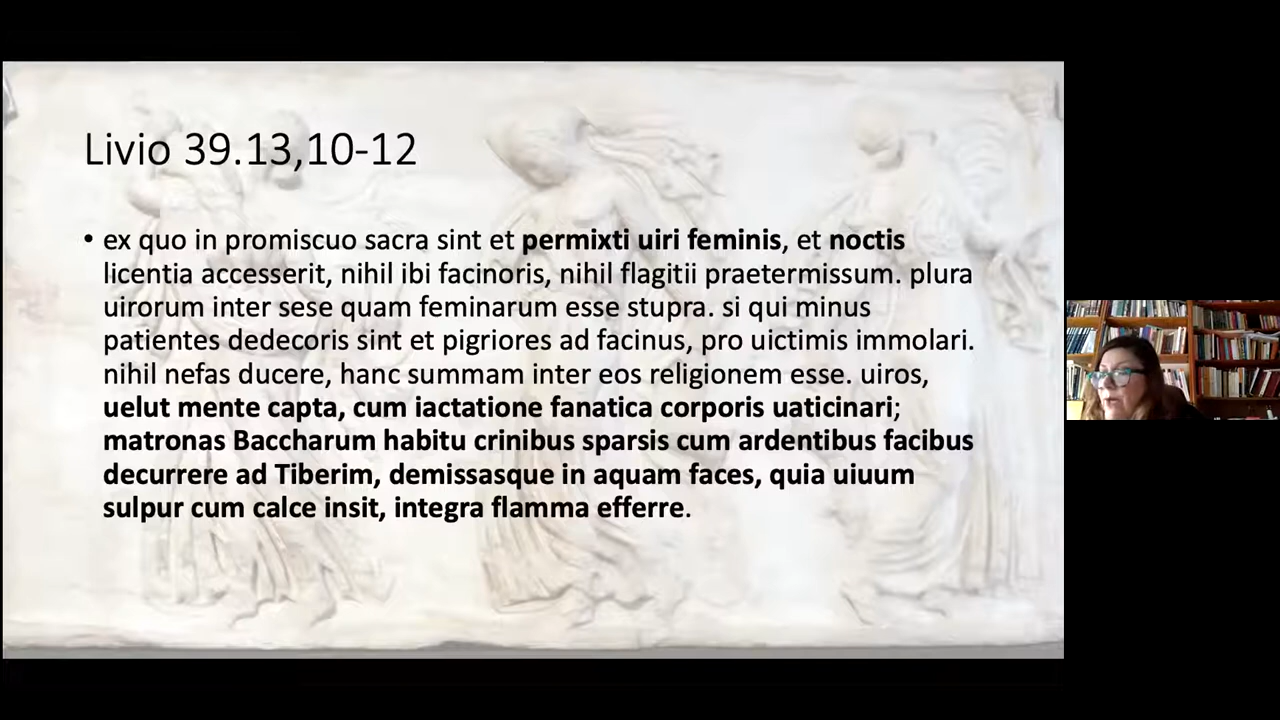 Livio 39.13,10-12
• ex quo in promiscuo sacra sint et permixti uiri feminis, et noctis
licentia accesserit, nihil ibi facinoris, nihil flagitii praetermissum. plura
uirorum inter sese quam feminarum esse stupra. si qui minus
patientes dedecoris sint et pigriores ad facinus, pro uictimis immolari.
nihil nefas ducere, hanc summam inter eos religionem esse. uiros,
uelut mente capta, cum iactatione fanatica corporis uaticinari;
matronas Baccharum habitu crinibus sparsis cum ardentibus facibus
decurrere ad Tiberim, demissasque in aquam faces, quia uiuum
sulpur cum calce insit, integra flamma efferre.